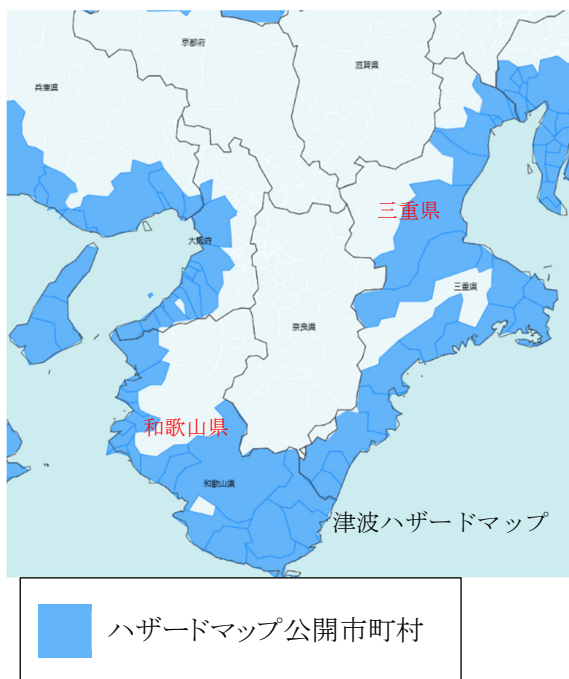 京都府
滋賀県
兵庫県
三重県
大阪府
三重県
奈良県
和歌山県
和歌山県
津波ハザードマップ
ハザードマップ公開市町村